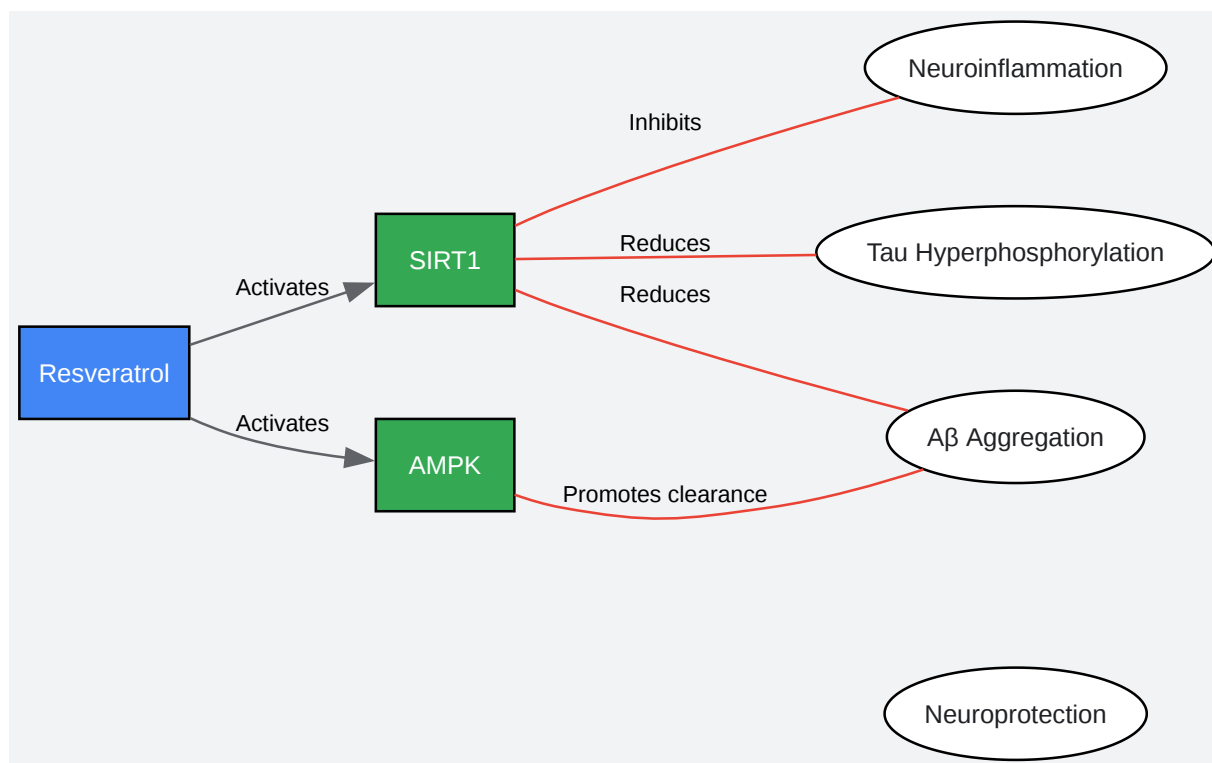 Neuroinflammation
Inhibits
SIRT1
Reduces
Tau Hyperphosphorylation
Activates
Reduces
Resveratrol
Activates
AMPK
Aβ Aggregation
Promotes clearance
Neuroprotection